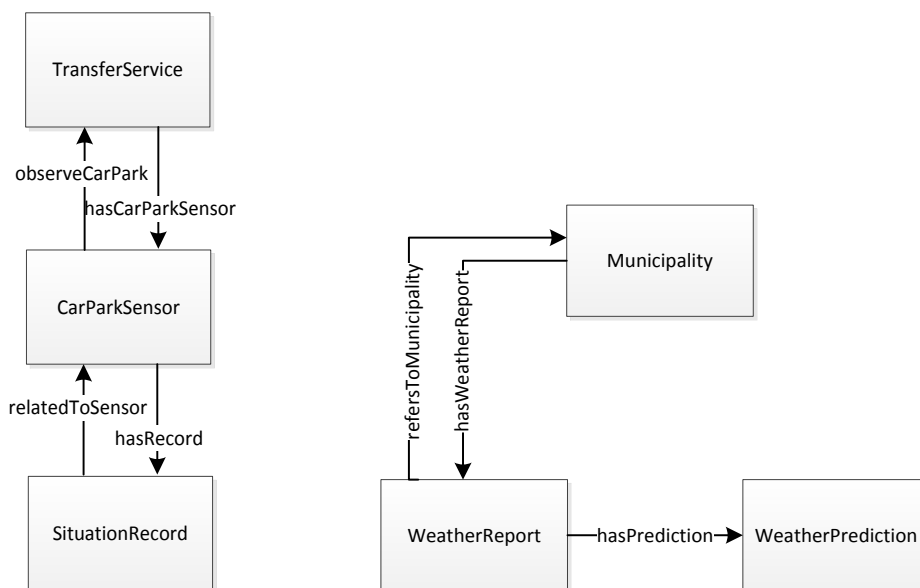 TransferService
observeCarPark
hasCarParkSensor
CarParkSensor
relatedToSensor
hasRecord
SituationRecord
Municipality
refersToMunicipality
hasWeatherReport
WeatherReport
hasPrediction
WeatherPrediction